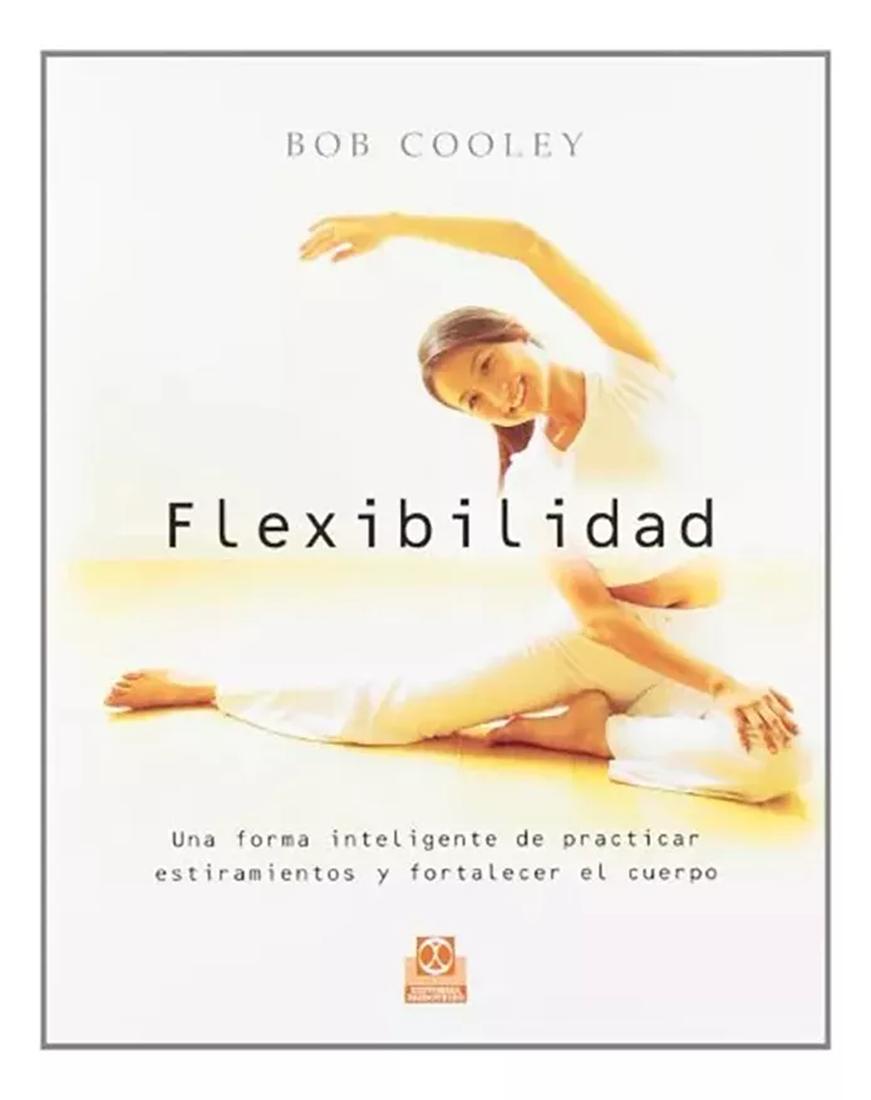 BOB COOLEY
Flexibilidad
Una forma inteligente de practicar
estiramientos y fortalecer el cuerpo